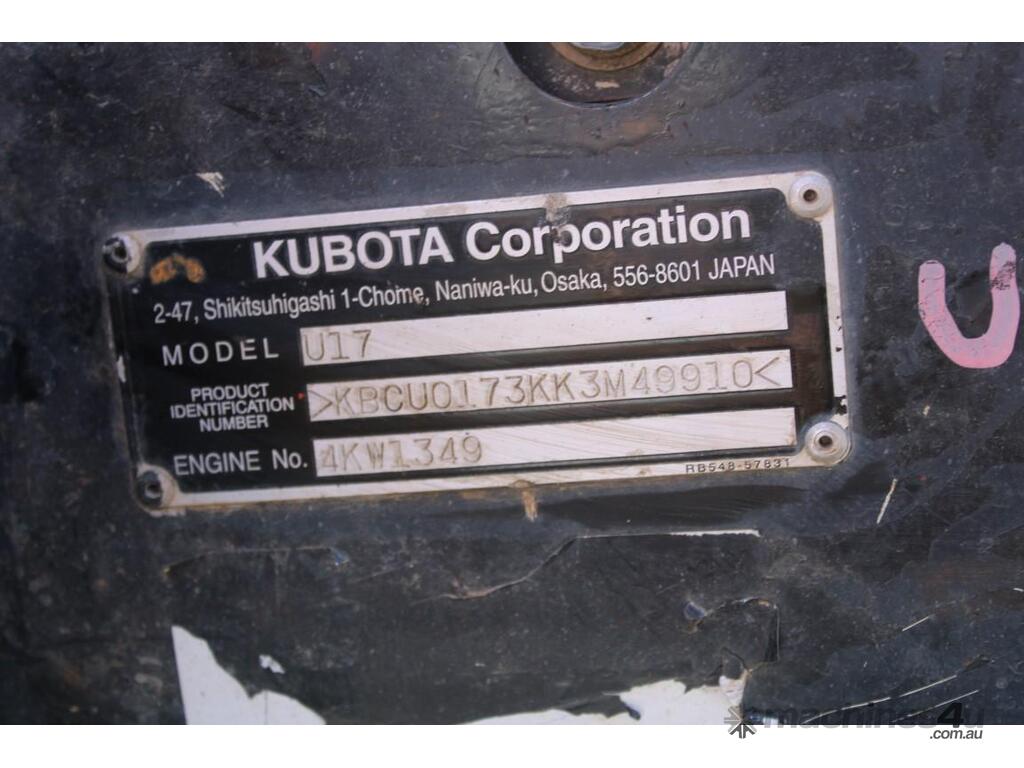 KUBOTA Corporation
2-47, Shikitsuhigashi 1-Chome, Naniwa-ku, Osaka, 556-8601 JAPAN
MODEL U17
PRODUCT
IDENTIFICATION
NUMBER
>KBCU0173KK3M49910<
ENGINE No. 4KW1349
RB548-57831
U
machines4u
.com.au